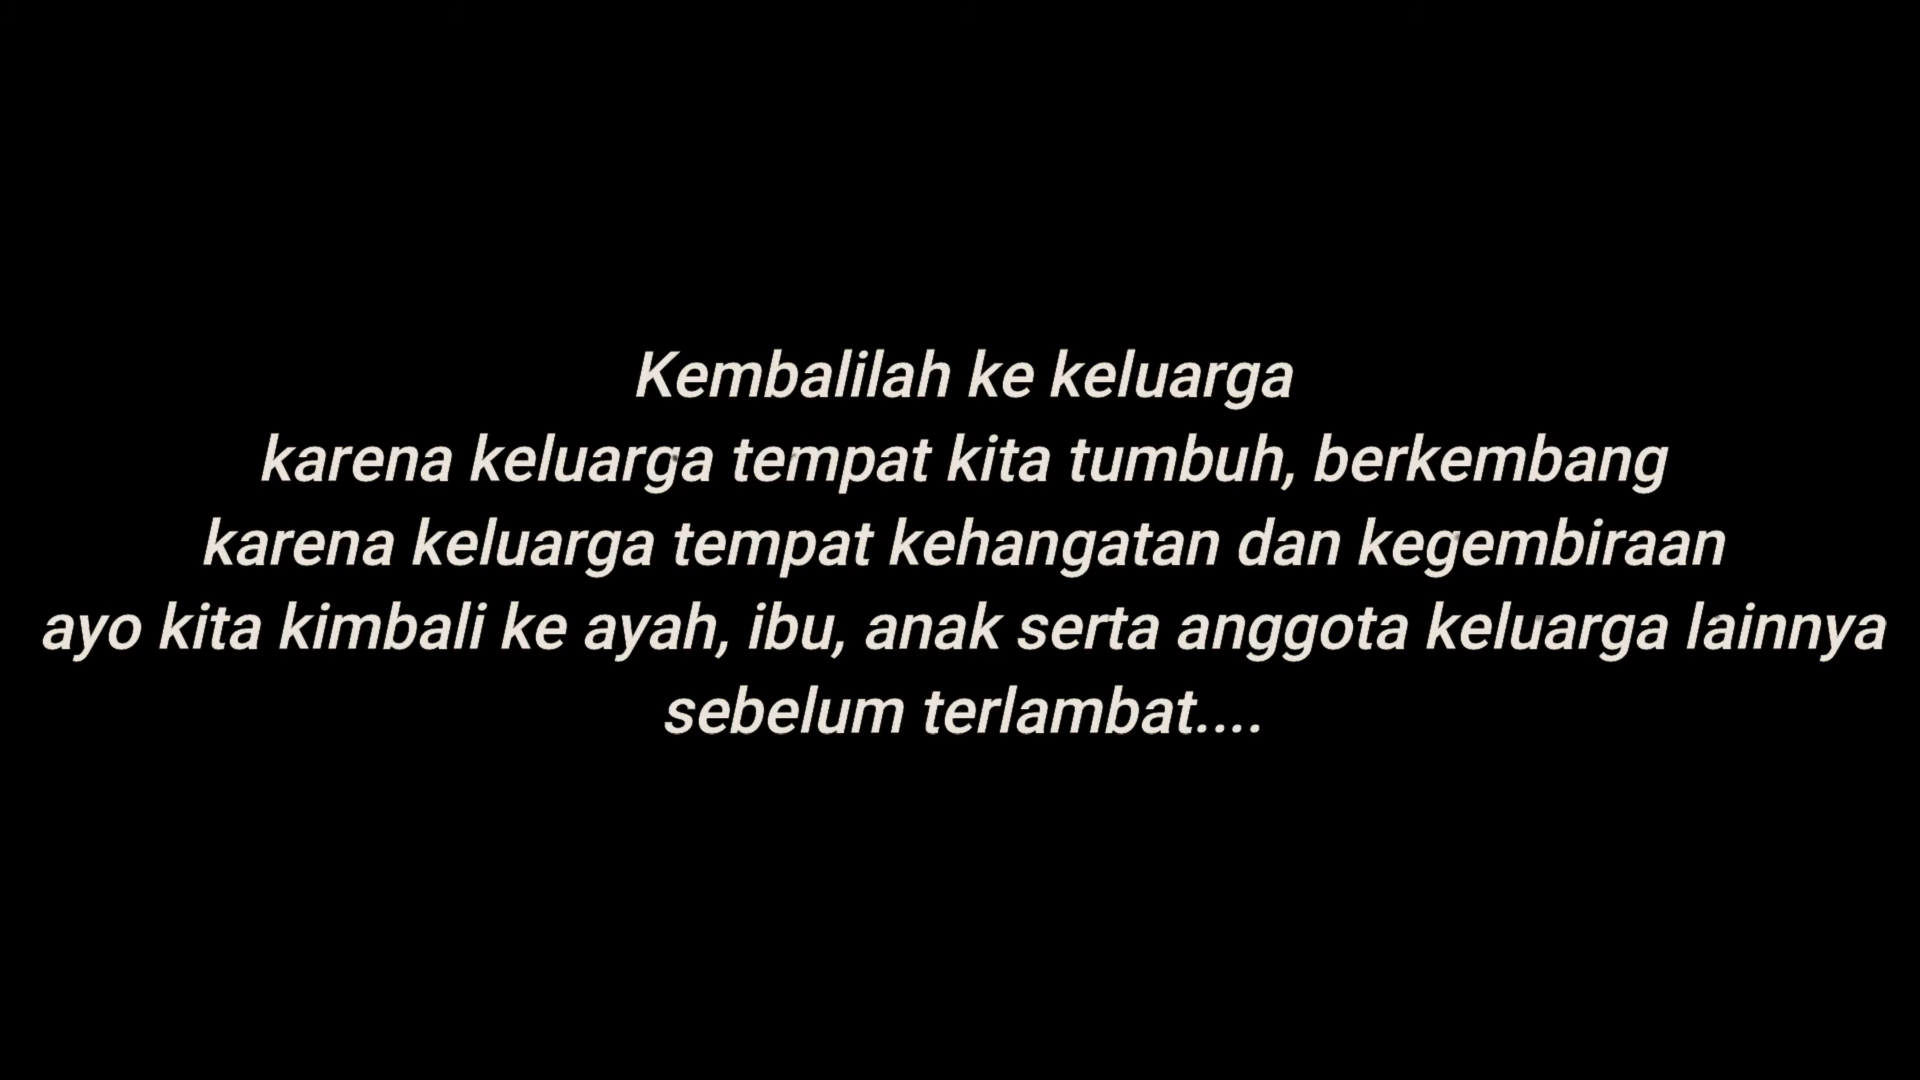 Kembalilah ke keluarga
karena keluarga tempat kita tumbuh, berkembang
karena keluarga tempat kehangatan dan kegembiraan
ayo kita kimbali ke ayah, ibu, anak serta anggota keluarga lainnya
sebelum terlambat....